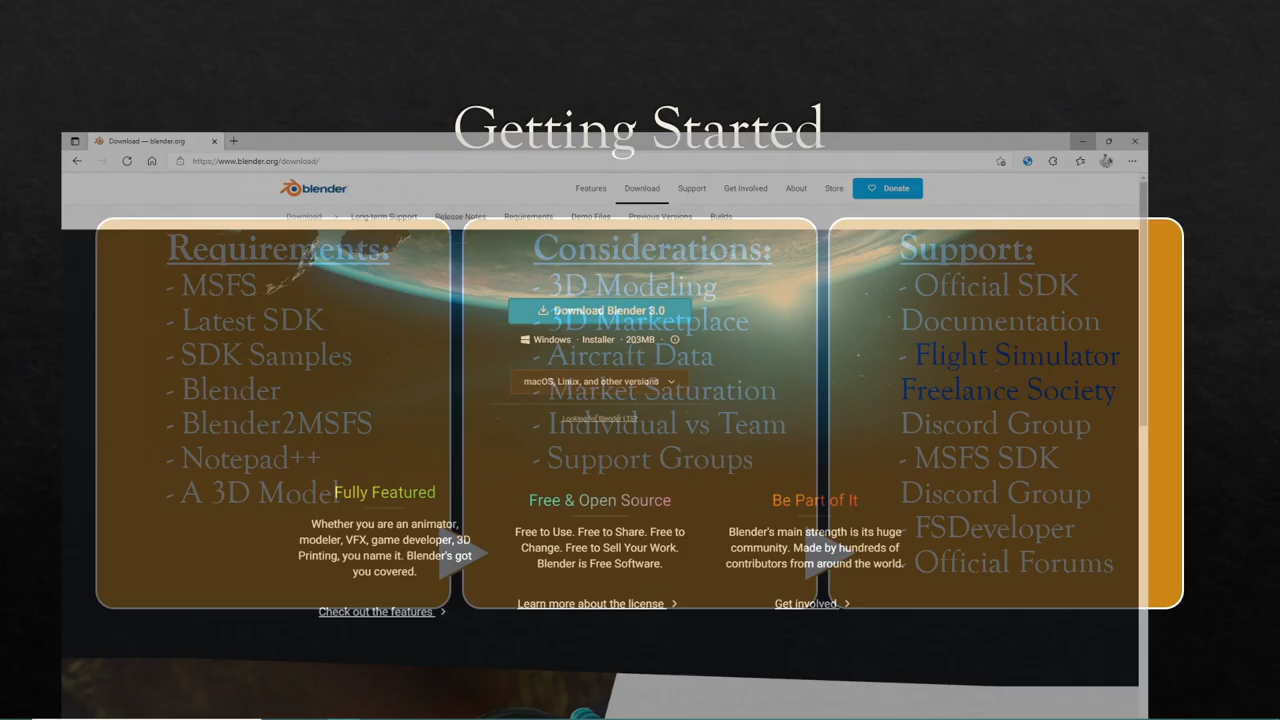 Getting Started
Download — blender.org
https://www.blender.org/download/
blender
Features
Download
Support
Get Involved
About
Store
Donate
Download > Long-term Support Release Notes Requirements Demo Files Previous Versions Builds
Requirements:
- MSFS
- Latest SDK
- SDK Samples
- Blender
- Blender2MSFS
- Notepad++
- A 3D Model
Considerations:
- 3D Modeling
- 3D Marketplace
- Aircraft Data
- Market Saturation
- Individual vs Team
- Support Groups
Support:
- Official SDK
Documentation
- Flight Simulator
Freelance Society
Discord Group
- MSFS SDK
Discord Group
- FSDeveloper
- Official Forums
Download Blender 3.0
Windows · Installer · 203MB ·
macOS, Linux, and other versions
Looking for Blender LTS?
Fully Featured
Whether you are an animator,
modeler, VFX, game developer, 3D
Printing, you name it. Blender's got
you covered.
Check out the features >
Free & Open Source
Free to Use. Free to Share. Free to
Change. Free to Sell Your Work.
Blender is Free Software.
Learn more about the license >
Be Part of It
Blender's main strength is its huge
community. Made by hundreds of
contributors from around the world.
Get involved >